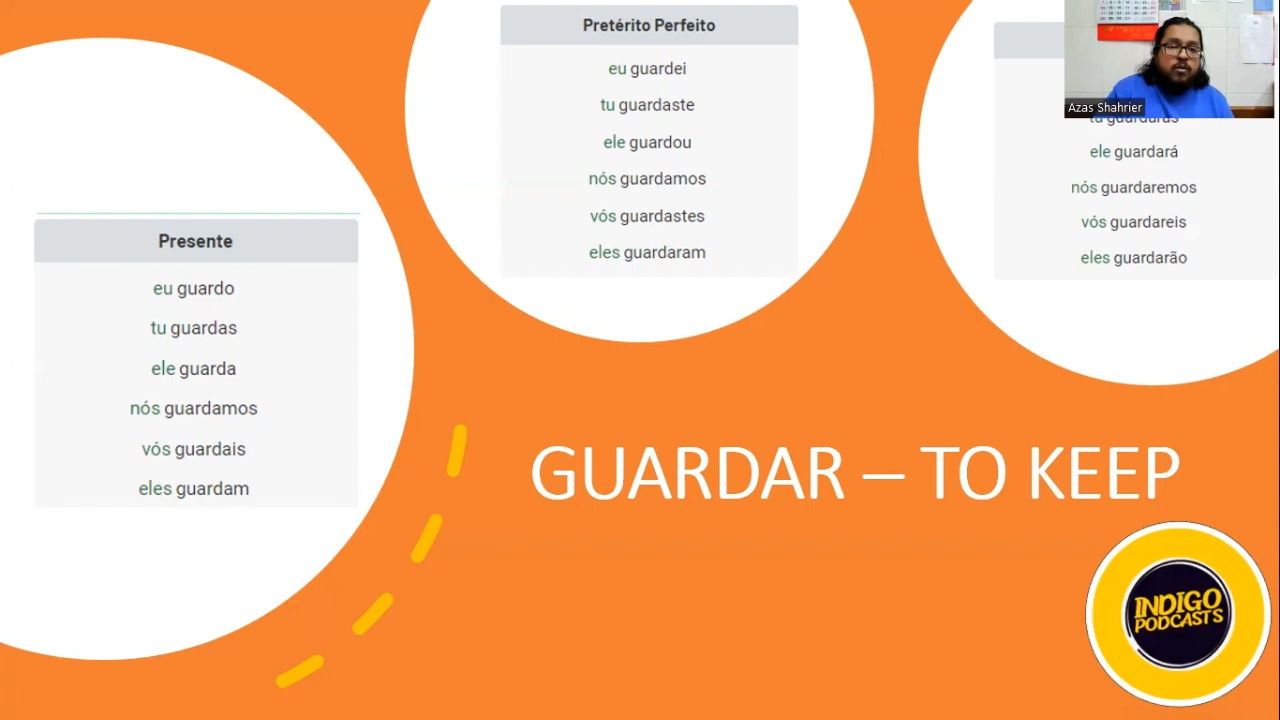 Presente
eu guardo
tu guardas
ele guarda
nós guardamos
vós guardais
eles guardam
Pretérito Perfeito
eu guardei
tu guardaste
ele guardou
nós guardamos
vós guardastes
eles guardaram
tu guardarás
ele guardará
nós guardaremos
vós guardareis
eles guardarão
Azas Shahrier
GUARDAR – TO KEEP
INDIGO
PODCASTS